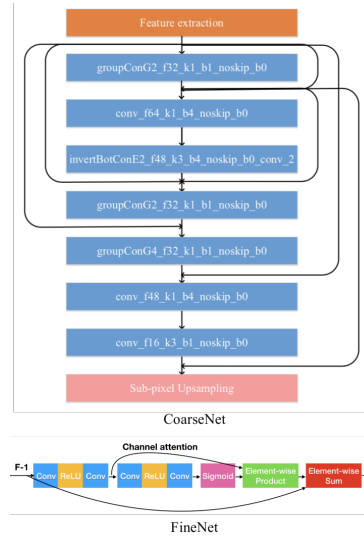 Feature extraction
groupConG2_f32_k1_b1_noskip_b0
conv_f64_k1_b4_noskip_b0
invertBotConE2_f48_k3_b4_noskip_b0_conv_2
groupConG2_f32_k1_b1_noskip_b0
groupConG4_f32_k1_b1_noskip_b0
conv_f48_k1_b4_noskip_b0
conv_f16_k3_b1_noskip_b0
Sub-pixel Upsampling
CoarseNet
Channel attention
F-1
Conv ReLU Conv Conv ReLU Conv Sigmoid Element-wise Product Element-wise Sum
FineNet